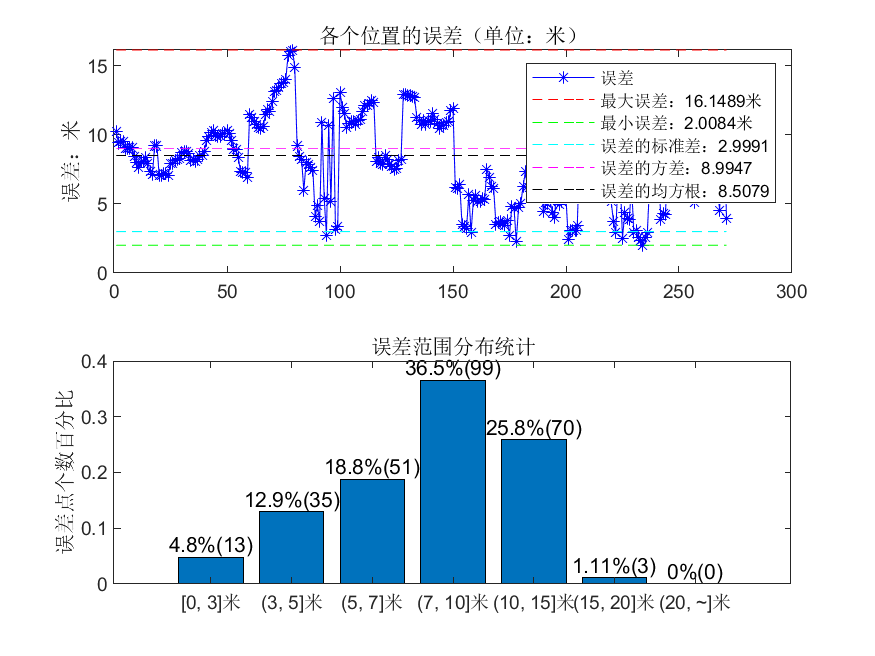 各个位置的误差（单位：米）
误差：米
15
10
5
0
0 50 100 150 200 250 300
误差
最大误差：16.1489米
最小误差：2.0084米
误差的标准差：2.9991
误差的方差：8.9947
误差的均方根：8.5079
误差范围分布统计
误差点个数百分比
0.4
0.3
0.2
0.1
0
4.8%(13)
12.9%(35)
18.8%(51)
36.5%(99)
25.8%(70)
1.11%(3)
0%(0)
[0, 3]米 (3, 5]米 (5, 7]米 (7, 10]米 (10, 15]米 (15, 20]米 (20, ~]米